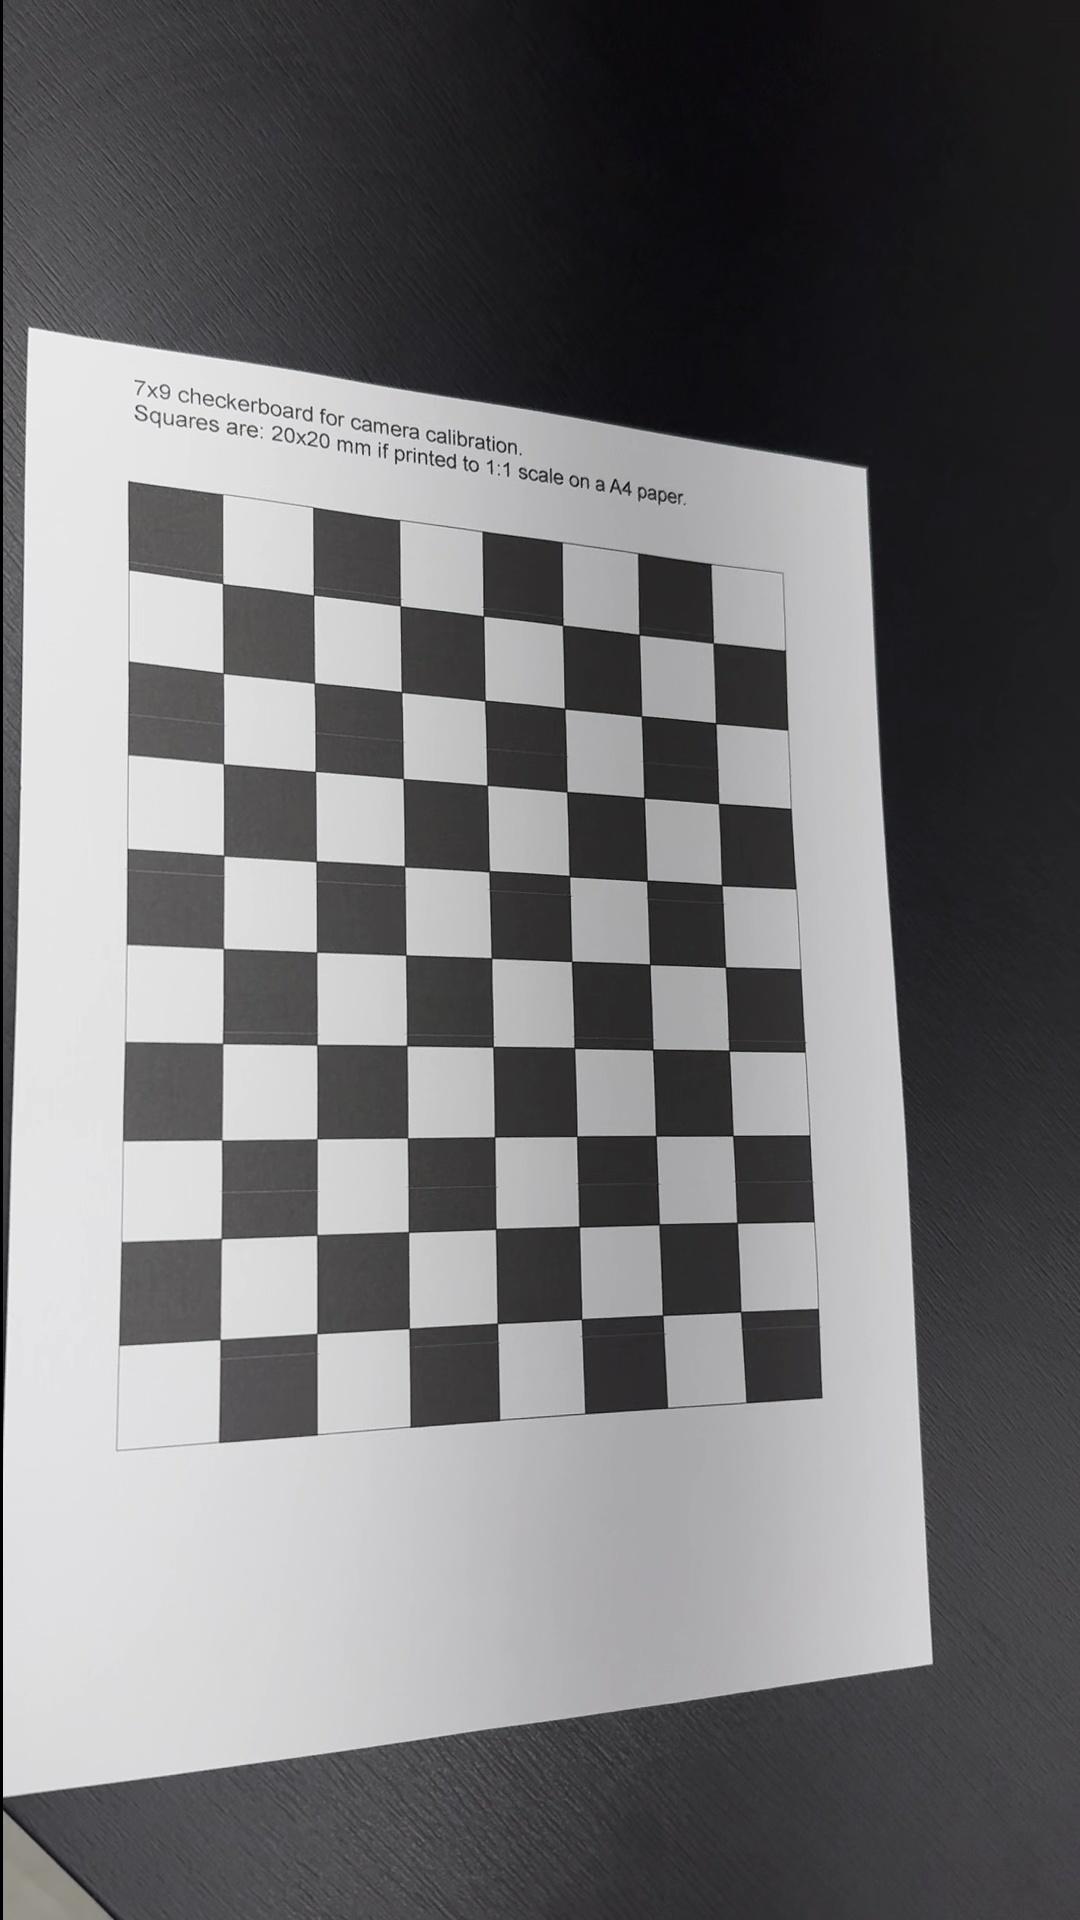 7x9 checkerboard for camera calibration.
Squares are: 20x20 mm if printed to 1:1 scale on a A4 paper.